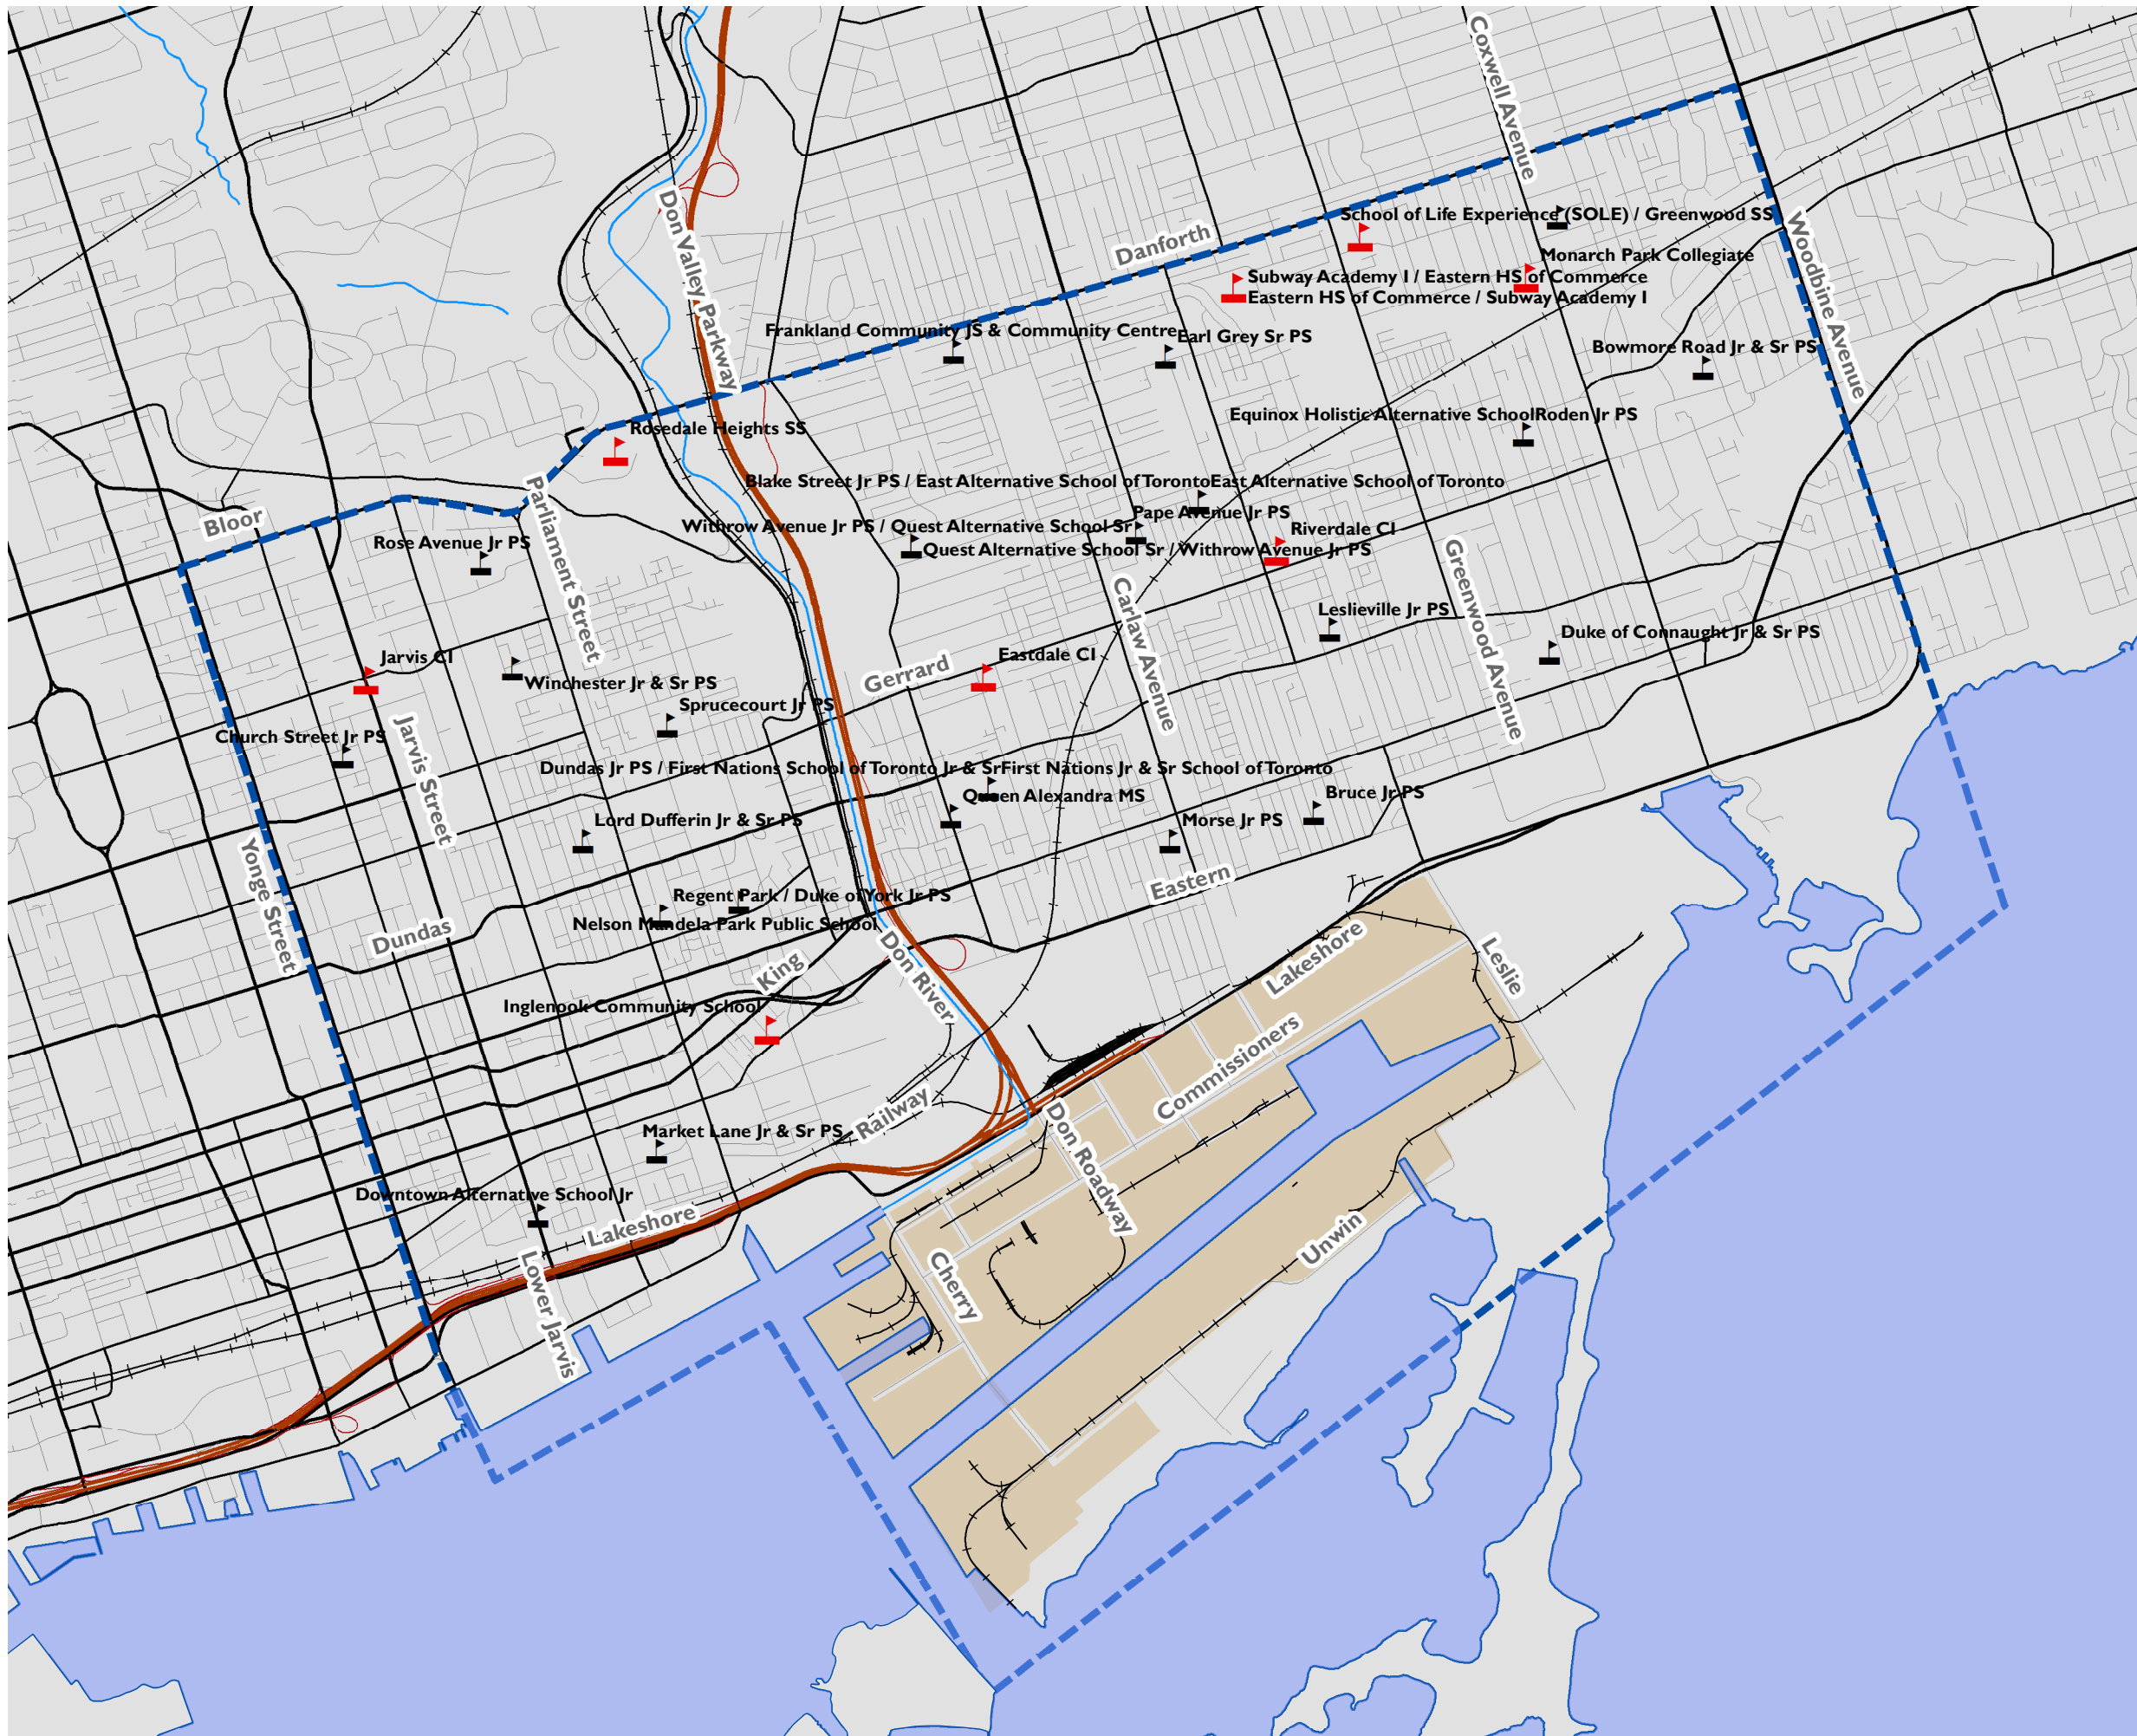 Coxwell Avenue
School of Life Experience (SOLE) / Greenwood SS
Don Valley Parkway
Danforth
Woodbine Avenue
Monarch Park Collegiate
Subway Academy I / Eastern HS of Commerce
Eastern HS of Commerce / Subway Academy I
Frankland Community JS & Community Centre
Earl Grey Sr PS
Bowmore Road Jr & Sr PS
Equinox Holistic Alternative School
Roden Jr PS
Rosedale Heights SS
Blake Street Jr PS / East Alternative School of Toronto
East Alternative School of Toronto
Parliament Street
Bloor
Pape Avenue Jr PS
Withrow Avenue Jr PS / Quest Alternative School Sr
Riverdale CI
Rose Avenue Jr PS
Quest Alternative School Sr / Withrow Avenue Jr PS
Carlaw Avenue
Greenwood Avenue
Leslieville Jr PS
Duke of Connaught Jr & Sr PS
Jarvis CI
Eastdale CI
Gerrard
Winchester Jr & Sr PS
Sprucecourt Jr PS
Church Street Jr PS
Jarvis Street
Dundas Jr PS / First Nations School of Toronto Jr & Sr
First Nations Jr & Sr School of Toronto
Queen Alexandra MS
Bruce Jr PS
Lord Dufferin Jr & Sr PS
Morse Jr PS
Yonge Street
Eastern
Regent Park / Duke of York Jr PS
Nelson Mandela Park Public School
Dundas
King
Don River
Lakeshore
Leslie
Inglenook Community School
Commissioners
Railway
Market Lane Jr & Sr PS
Don Roadway
Downtown Alternative School Jr
Lakeshore
Unwin
Cherry
Lower Jarvis